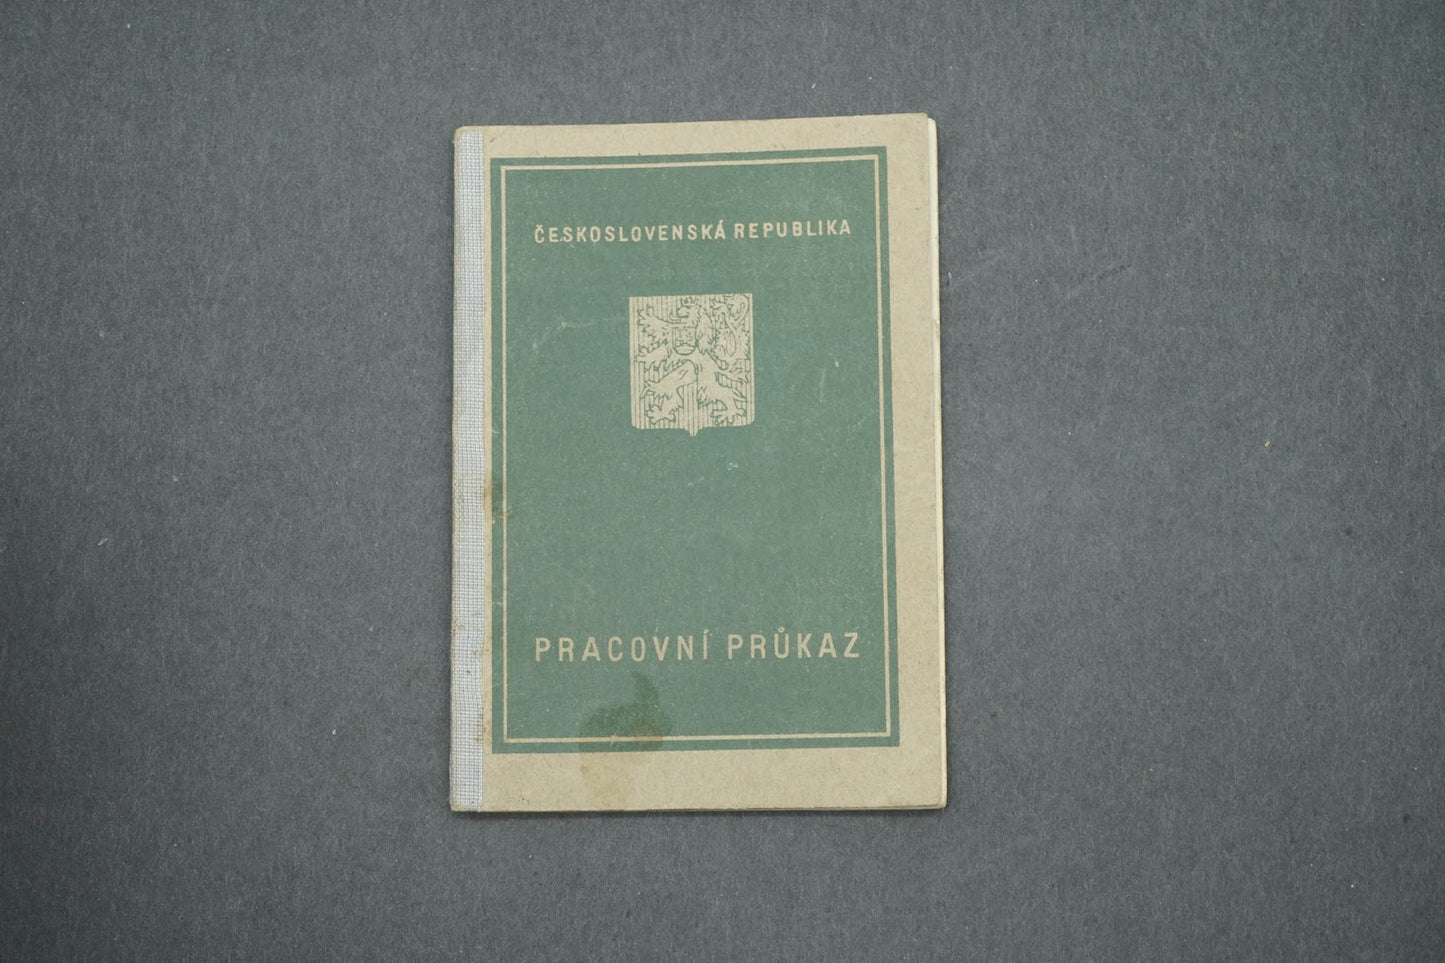 ČESKOSLOVENSKÁ REPUBLIKA
PRACOVNÍ PRŮKAZ